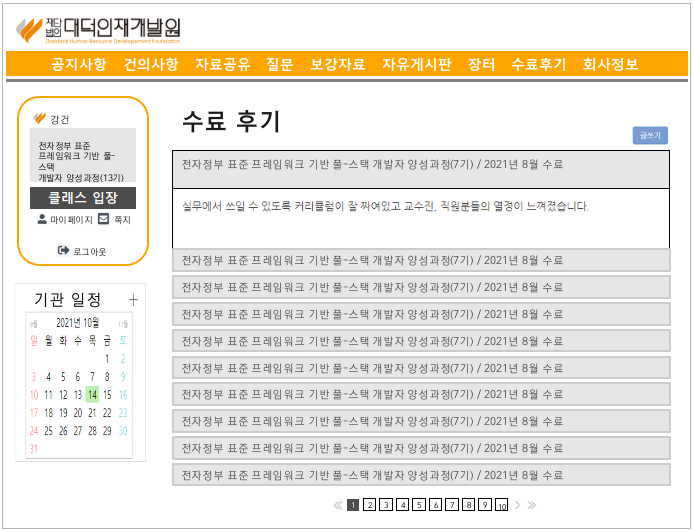 재단
법인 대덕인재개발원
Daedeok Human Resource Developement Foundation
공지사항 건의사항 자료공유 질문 보강자료 자유게시판 장터 수료후기 회사정보
강건
전자정부 표준
프레임워크 기반 풀-
스택
개발자 양성과정(13기)
클래스 입장
마이페이지 쪽지
로그아웃
기관 일정 +
9월 2021년 10월 11월
일 월 화 수 목 금 토
1 2
3 4 5 6 7 8 9
10 11 12 13 14 15 16
17 18 19 20 21 22 23
24 25 26 27 28 29 30
31
수료 후기
글쓰기
전자정부 표준 프레임워크 기반 풀-스택 개발자 양성과정(7기) / 2021년 8월 수료
실무에서 쓰일 수 있도록 커리큘럼이 잘 짜여있고 교수진, 직원분들의 열정이 느껴졌습니다.
전자정부 표준 프레임워크 기반 풀-스택 개발자 양성과정(7기) / 2021년 8월 수료
전자정부 표준 프레임워크 기반 풀-스택 개발자 양성과정(7기) / 2021년 8월 수료
전자정부 표준 프레임워크 기반 풀-스택 개발자 양성과정(7기) / 2021년 8월 수료
전자정부 표준 프레임워크 기반 풀-스택 개발자 양성과정(7기) / 2021년 8월 수료
전자정부 표준 프레임워크 기반 풀-스택 개발자 양성과정(7기) / 2021년 8월 수료
전자정부 표준 프레임워크 기반 풀-스택 개발자 양성과정(7기) / 2021년 8월 수료
전자정부 표준 프레임워크 기반 풀-스택 개발자 양성과정(7기) / 2021년 8월 수료
전자정부 표준 프레임워크 기반 풀-스택 개발자 양성과정(7기) / 2021년 8월 수료
전자정부 표준 프레임워크 기반 풀-스택 개발자 양성과정(7기) / 2021년 8월 수료
≪ 1 2 3 4 5 6 7 8 9 10 > ≫